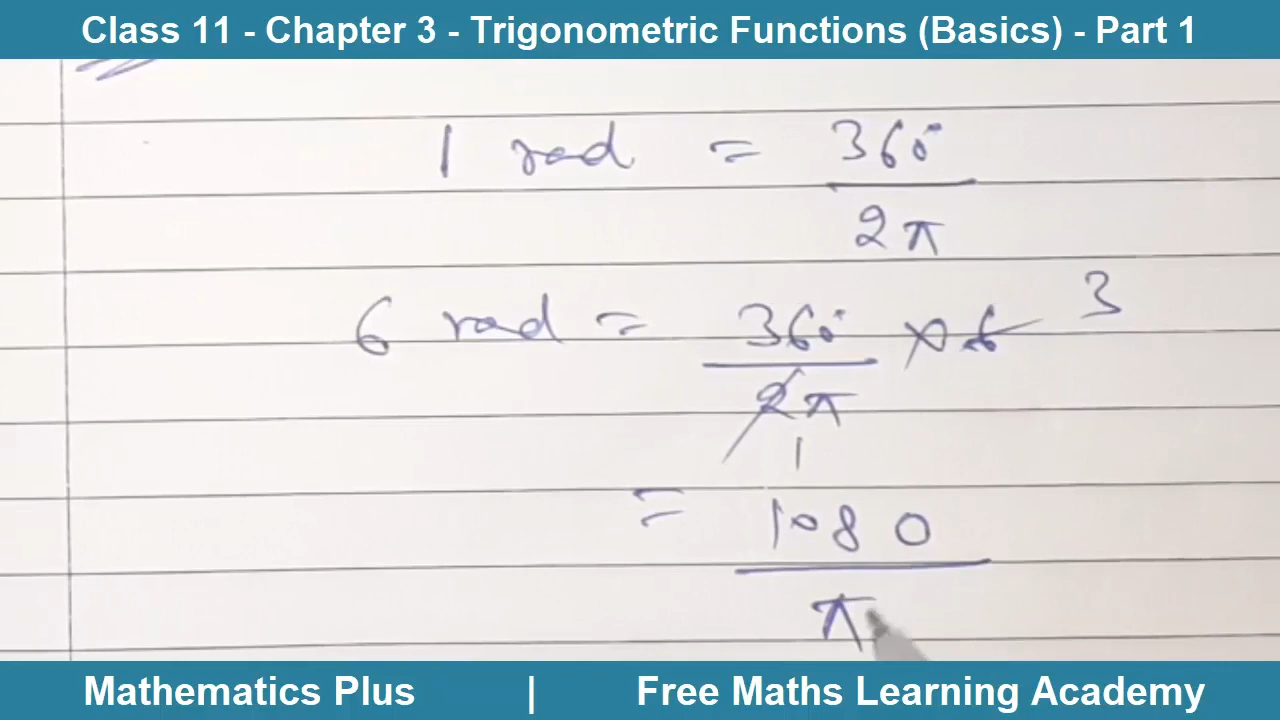 Class 11 - Chapter 3 - Trigonometric Functions (Basics) - Part 1
1 rad = 360° / 2π
6 rad = 360° / 2π × 6 3
1
= 1080 / π
Mathematics Plus | Free Maths Learning Academy